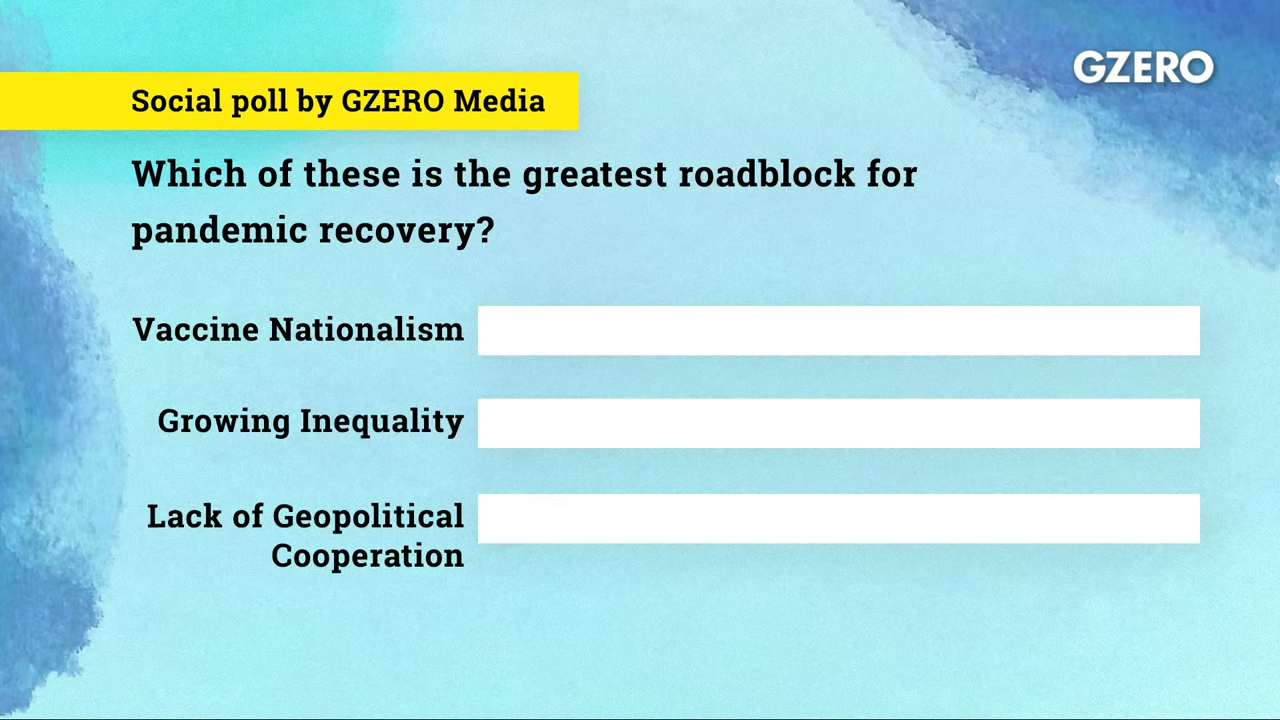 GZERO
Social poll by GZERO Media
Which of these is the greatest roadblock for
pandemic recovery?
Vaccine Nationalism
Growing Inequality
Lack of Geopolitical
Cooperation